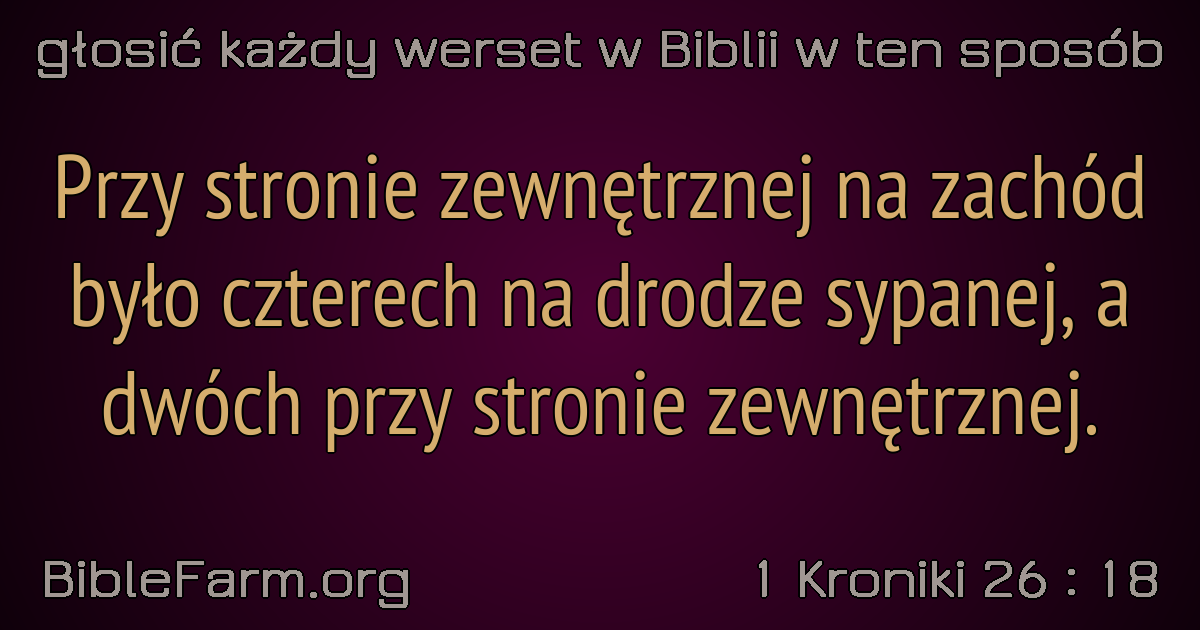 głosić każdy werset w Biblii w ten sposób
Przy stronie zewnętrznej na zachód
było czterech na drodze sypanej, a
dwóch przy stronie zewnętrznej.
BibleFarm.org
1 Kroniki 26 : 18